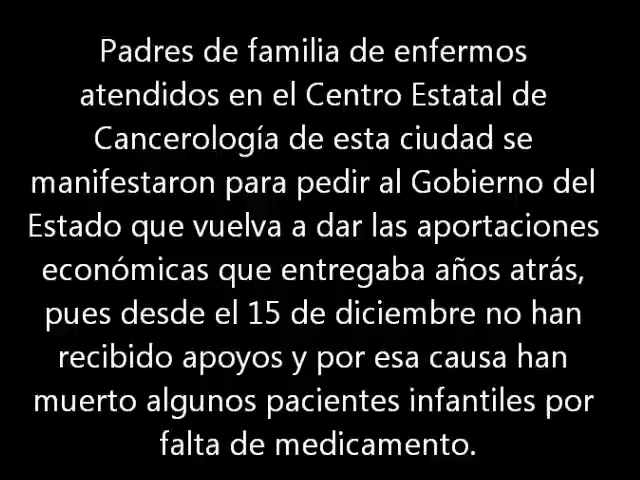 Padres de familia de enfermos
atendidos en el Centro Estatal de
Cancerología de esta ciudad se
manifestaron para pedir al Gobierno del
Estado que vuelva a dar las aportaciones
económicas que entregaba años atrás,
pues desde el 15 de diciembre no han
recibido apoyos y por esa causa han
muerto algunos pacientes infantiles por
falta de medicamento.